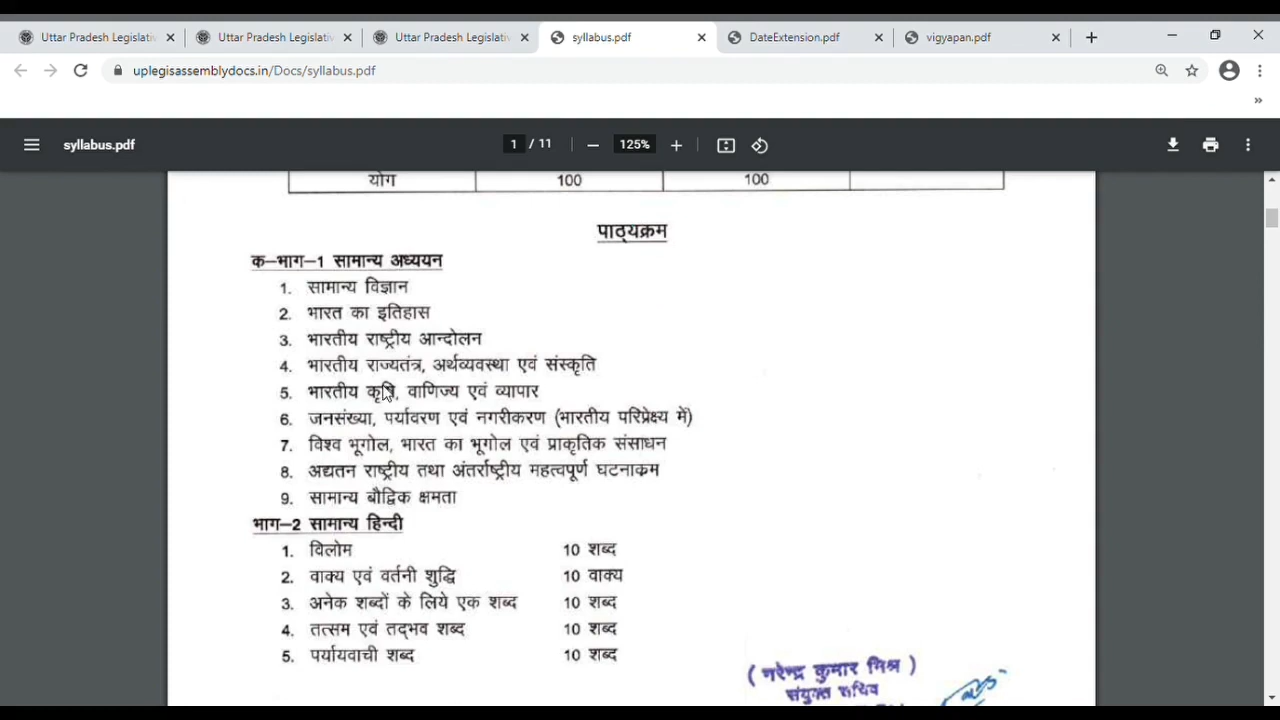 Uttar Pradesh Legislativ Uttar Pradesh Legislativ Uttar Pradesh Legislativ syllabus.pdf DateExtension.pdf vigyapan.pdf
uplegisassemblydocs.in/Docs/syllabus.pdf
syllabus.pdf 1 / 11 125%
योग 100 100
पाठ्यक्रम
क–भाग–1 सामान्य अध्ययन
1. सामान्य विज्ञान
2. भारत का इतिहास
3. भारतीय राष्ट्रीय आन्दोलन
4. भारतीय राज्यतंत्र, अर्थव्यवस्था एवं संस्कृति
5. भारतीय कृषि, वाणिज्य एवं व्यापार
6. जनसंख्या, पर्यावरण एवं नगरीकरण (भारतीय परिप्रेक्ष्य में)
7. विश्व भूगोल, भारत का भूगोल एवं प्राकृतिक संसाधन
8. अद्यतन राष्ट्रीय तथा अंतर्राष्ट्रीय महत्वपूर्ण घटनाक्रम
9. सामान्य बौद्विक क्षमता
भाग–2 सामान्य हिन्दी
1. विलोम 10 शब्द
2. वाक्य एवं वर्तनी शुद्धि 10 वाक्य
3. अनेक शब्दों के लिये एक शब्द 10 शब्द
4. तत्सम एवं तद्भव शब्द 10 शब्द
5. पर्यायवाची शब्द 10 शब्द
( नरेन्द्र कुमार मिश्र )
संयुक्त सचिव